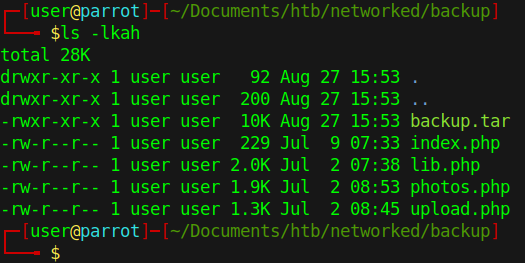 ┌─[user@parrot]─[~/Documents/htb/networked/backup]
└──╼ $ls -lkah
total 28K
drwxr-xr-x 1 user user   92 Aug 27 15:53 .
drwxr-xr-x 1 user user  200 Aug 27 15:53 ..
-rwxr-xr-x 1 user user  10K Aug 27 15:53 backup.tar
-rw-r--r-- 1 user user  229 Jul  9 07:33 index.php
-rw-r--r-- 1 user user 2.0K Jul  2 07:38 lib.php
-rw-r--r-- 1 user user 1.9K Jul  2 08:53 photos.php
-rw-r--r-- 1 user user 1.3K Jul  2 08:45 upload.php
┌─[user@parrot]─[~/Documents/htb/networked/backup]
└──╼ $